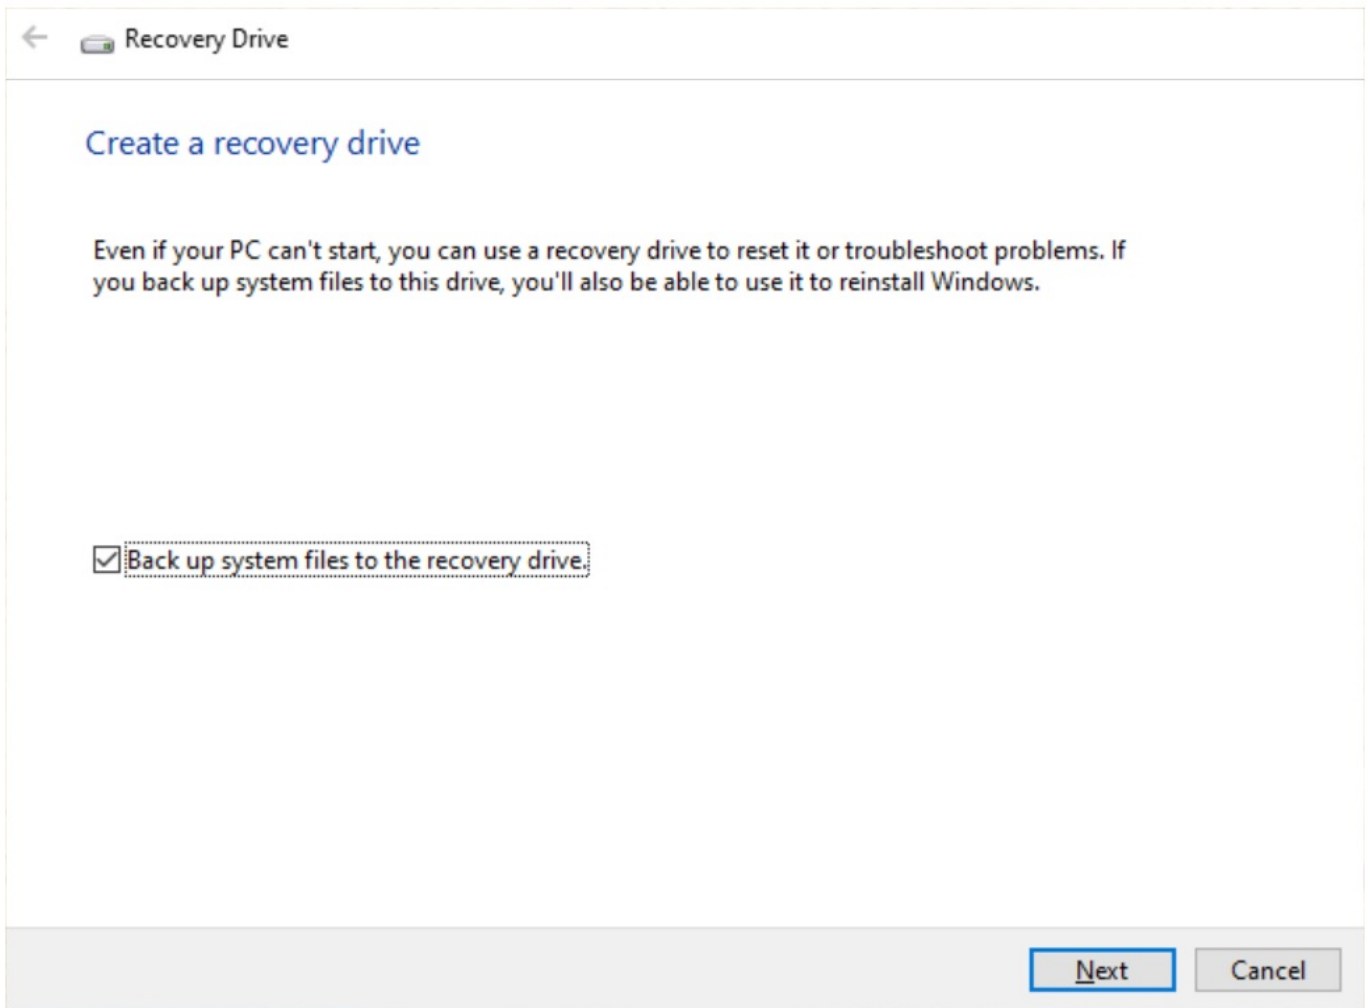 Recovery Drive
Create a recovery drive
Even if your PC can't start, you can use a recovery drive to reset it or troubleshoot problems. If
you back up system files to this drive, you'll also be able to use it to reinstall Windows.
Back up system files to the recovery drive.
Next
Cancel